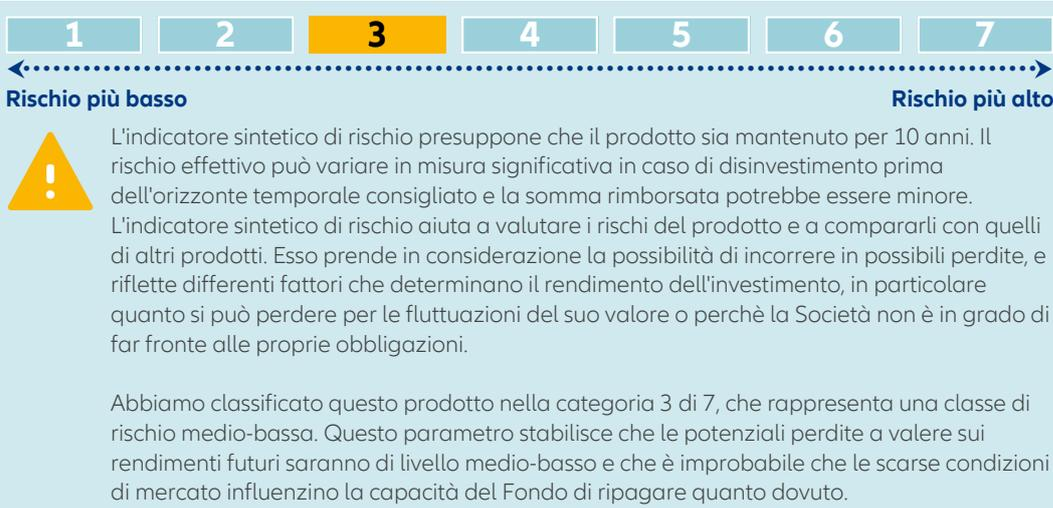 1 2 3 4 5 6 7
Rischio più basso Rischio più alto
L'indicatore sintetico di rischio presuppone che il prodotto sia mantenuto per 10 anni. Il
rischio effettivo può variare in misura significativa in caso di disinvestimento prima
dell'orizzonte temporale consigliato e la somma rimborsata potrebbe essere minore.
L'indicatore sintetico di rischio aiuta a valutare i rischi del prodotto e a compararli con quelli
di altri prodotti. Esso prende in considerazione la possibilità di incorrere in possibili perdite, e
riflette differenti fattori che determinano il rendimento dell'investimento, in particolare
quanto si può perdere per le fluttuazioni del suo valore o perchè la Società non è in grado di
far fronte alle proprie obbligazioni.
Abbiamo classificato questo prodotto nella categoria 3 di 7, che rappresenta una classe di
rischio medio-bassa. Questo parametro stabilisce che le potenziali perdite a valere sui
rendimenti futuri saranno di livello medio-basso e che è improbabile che le scarse condizioni
di mercato influenzino la capacità del Fondo di ripagare quanto dovuto.